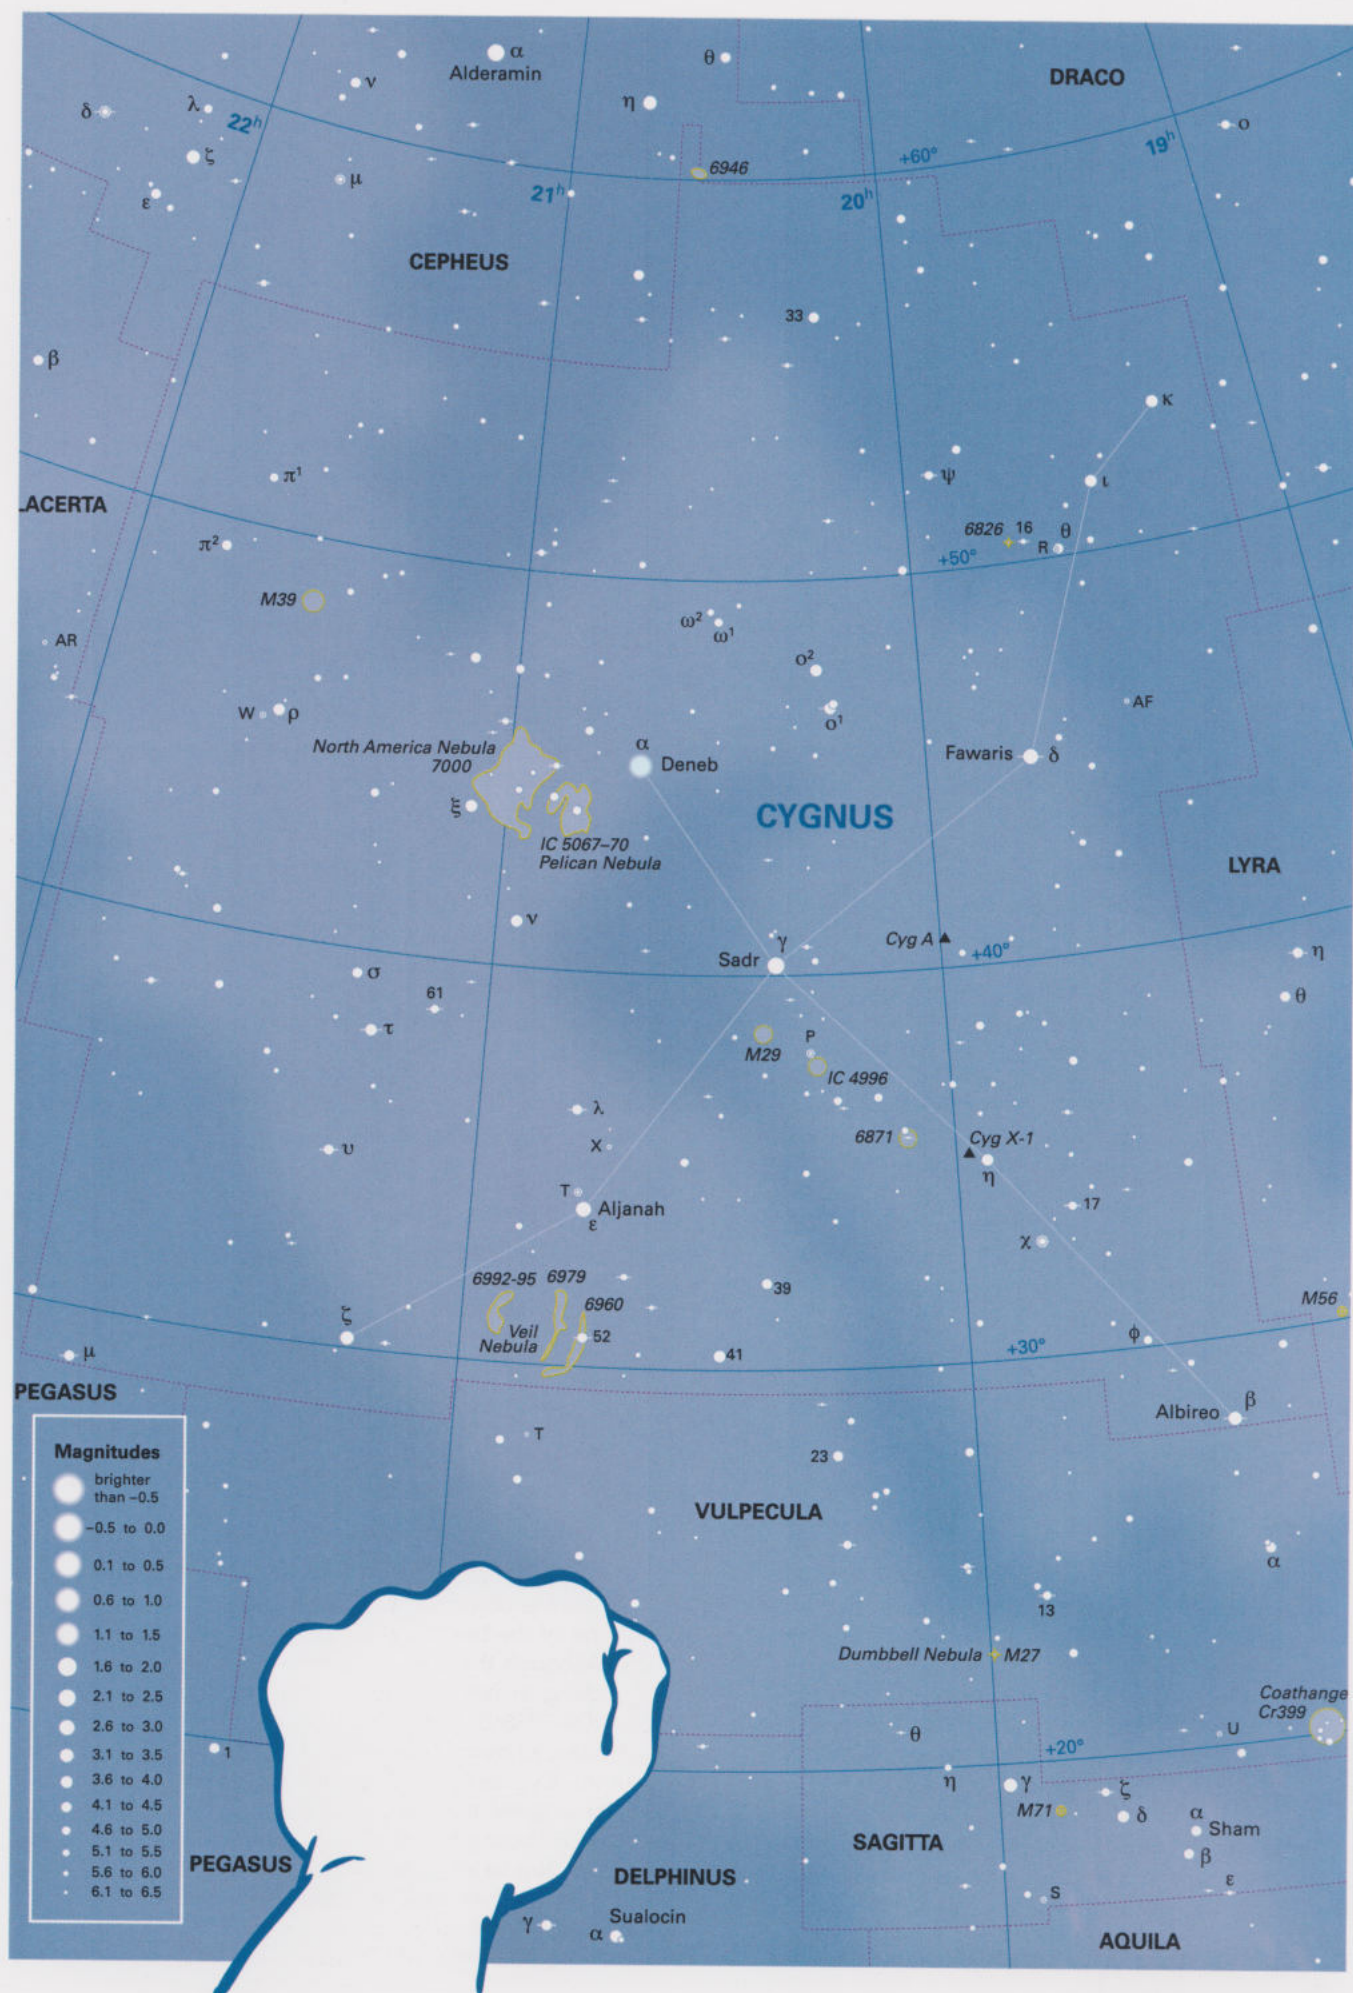 α
Alderamin
θ
DRACO
ν
η
δ
λ
22h
ο
19h
ζ
+60°
6946
μ
21h
20h
ε
CEPHEUS
33
β
κ
π1
ψ
ι
LACERTA
6826
16
θ
R
π2
+50°
M39
ω2
ω1
AR
ο2
W
ρ
AF
ο1
North America Nebula
7000
α
Deneb
Fawaris
δ
ξ
CYGNUS
IC 5067–70
Pelican Nebula
LYRA
ν
γ
Cyg A
Sadr
+40°
η
σ
61
θ
τ
P
M29
IC 4996
λ
6871
Cyg X-1
υ
X
η
T
Aljanah
ε
17
χ
6992-95
6979
39
6960
M56
ζ
Veil
Nebula
52
φ
μ
41
+30°
PEGASUS
β
Albireo
T
23
Magnitudes
brighter
than –0.5
–0.5 to 0.0
0.1 to 0.5
0.6 to 1.0
1.1 to 1.5
1.6 to 2.0
2.1 to 2.5
2.6 to 3.0
3.1 to 3.5
3.6 to 4.0
4.1 to 4.5
4.6 to 5.0
5.1 to 5.5
5.6 to 6.0
6.1 to 6.5
VULPECULA
α
13
Dumbbell Nebula
M27
Coathange
Cr399
θ
U
1
+20°
η
γ
ζ
M71
δ
α
Sham
SAGITTA
β
PEGASUS
DELPHINUS
ε
S
γ
Sualocin
α
AQUILA